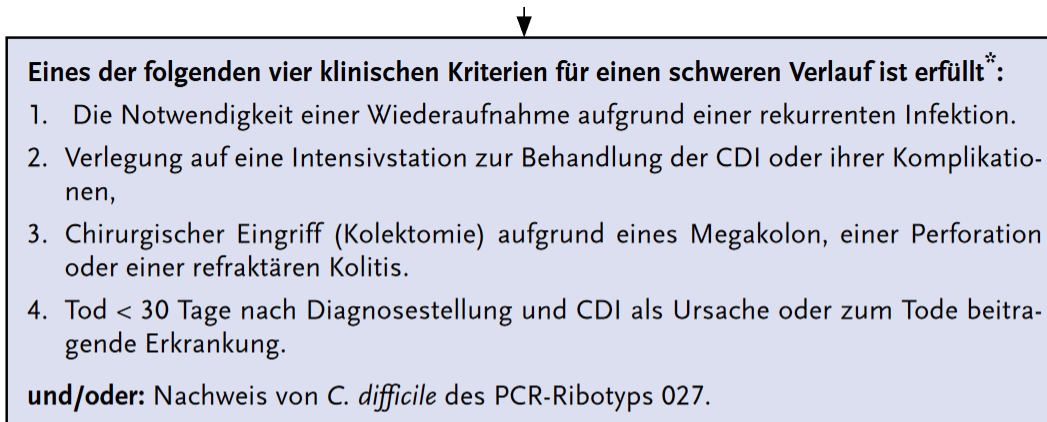 Eines der folgenden vier klinischen Kriterien für einen schweren Verlauf ist erfüllt*:
1. Die Notwendigkeit einer Wiederaufnahme aufgrund einer rekurrenten Infektion.
2. Verlegung auf eine Intensivstation zur Behandlung der CDI oder ihrer Komplikatio-
nen,
3. Chirurgischer Eingriff (Kolektomie) aufgrund eines Megakolon, einer Perforation
oder einer refraktären Kolitis.
4. Tod < 30 Tage nach Diagnosestellung und CDI als Ursache oder zum Tode beitra-
gende Erkrankung.
und/oder: Nachweis von C. difficile des PCR-Ribotyps 027.